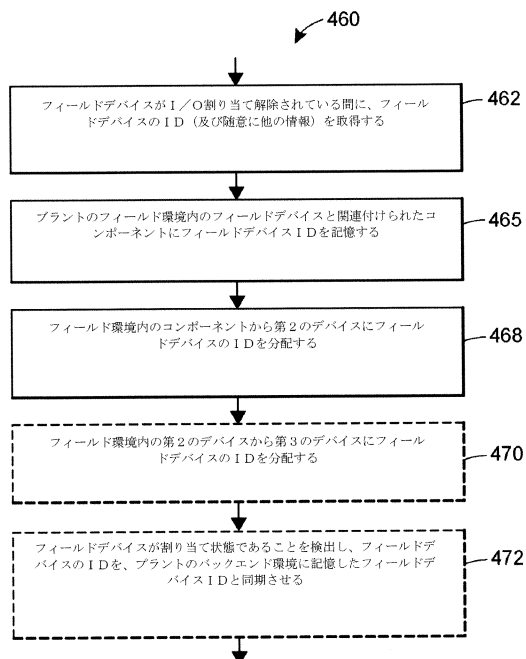 460
フィールドデバイスがI/O割り当て解除されている間に、フィール
ドデバイスのID（及び随意に他の情報）を取得する
462
プラントのフィールド環境内のフィールドデバイスと関連付けられたコ
ンポーネントにフィールドデバイスIDを記憶する
465
フィールド環境内のコンポーネントから第2のデバイスにフィー
ルドデバイスのIDを分配する
468
フィールド環境内の第2のデバイスから第3のデバイスにフィー
ルドデバイスのIDを分配する
470
フィールドデバイスが割り当て状態であることを検出し、フィールドデ
バイスのIDを、プラントのバックエンド環境に記憶したフィールドデ
バイスIDと同期させる
472